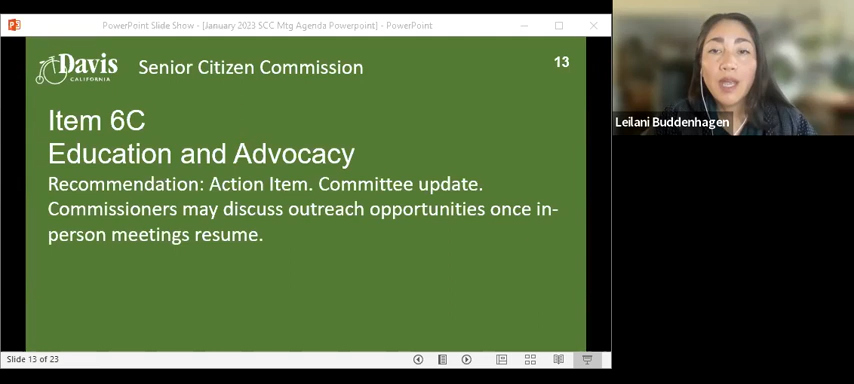 PowerPoint Slide Show - [January 2023 SCC Mtg Agenda Powerpoint] - PowerPoint
Davis
CALIFORNIA
Senior Citizen Commission
13
Leilani Buddenhagen
Item 6C
Education and Advocacy
Recommendation: Action Item. Committee update.
Commissioners may discuss outreach opportunities once in-
person meetings resume.
Slide 13 of 23